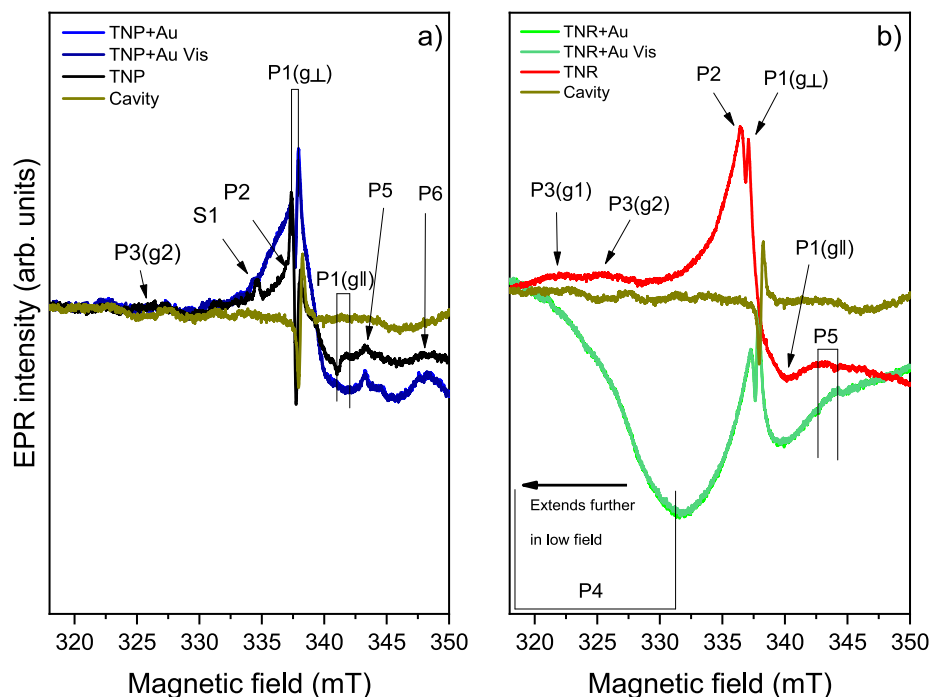 EPR intensity (arb. units)
a)
TNP+Au
TNP+Au Vis
TNP
Cavity
P1(g⊥)
P2
S1
P3(g2)
P5
P6
P1(g||)
320 325 330 335 340 345 350
Magnetic field (mT)
b)
TNR+Au
TNR+Au Vis
TNR
Cavity
P2
P1(g⊥)
P3(g1)
P3(g2)
P1(g||)
P5
Extends further
in low field
P4
320 325 330 335 340 345 350
Magnetic field (mT)